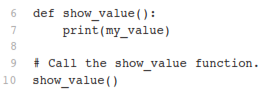 6 def show_value():
7     print(my_value)
8
9 # Call the show_value function.
10 show_value()